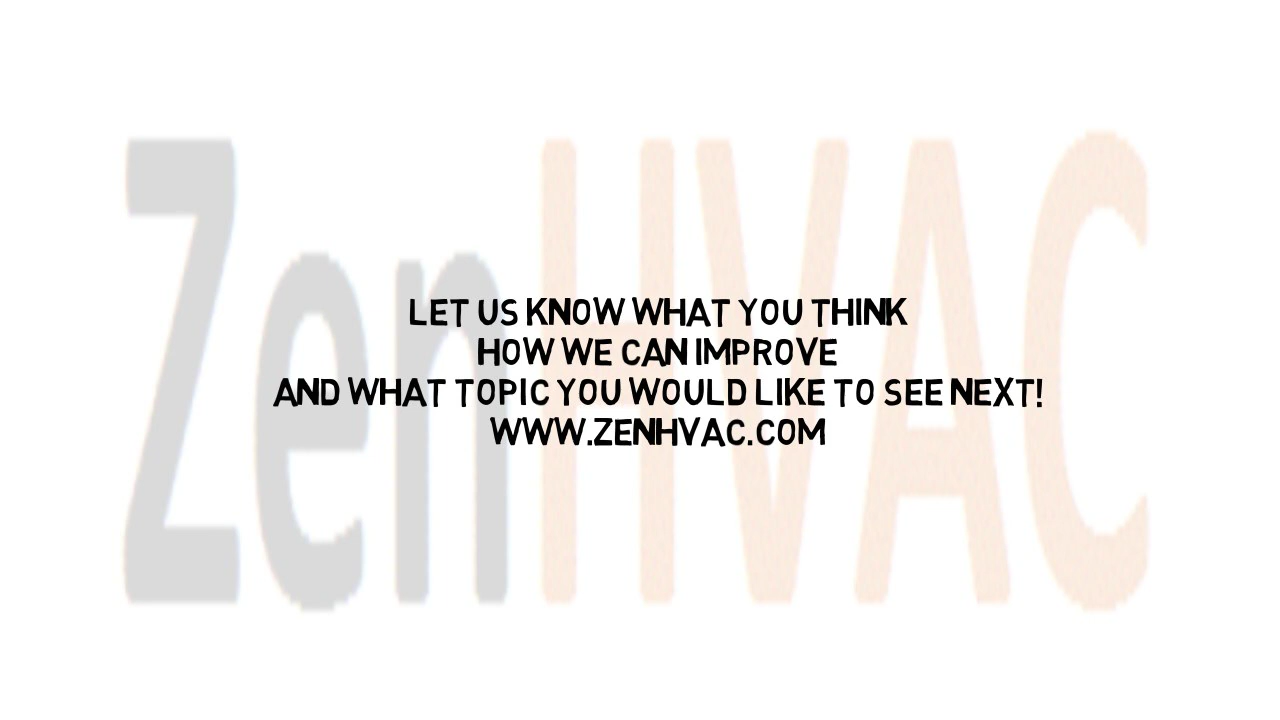 ZenHVAC
LET US KNOW WHAT YOU THINK
HOW WE CAN IMPROVE
AND WHAT TOPIC YOU WOULD LIKE TO SEE NEXT!
WWW.ZENHVAC.COM